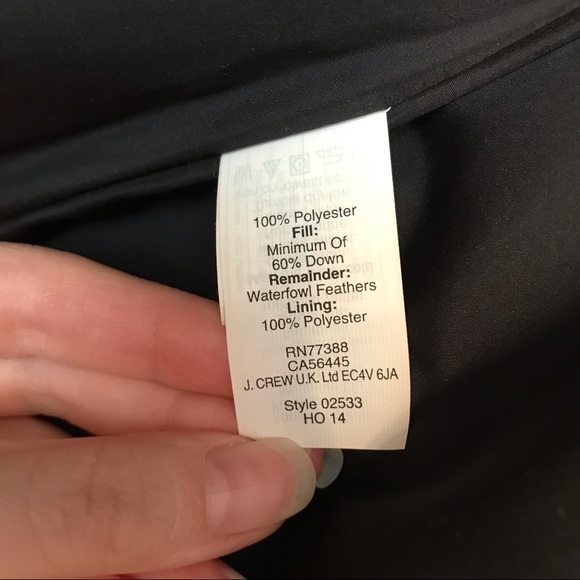 100% Polyester
Fill:
Minimum Of
60% Down
Remainder:
Waterfowl Feathers
Lining:
100% Polyester
RN77388
CA56445
J. CREW U.K. Ltd EC4V 6JA
Style 02533
HO 14